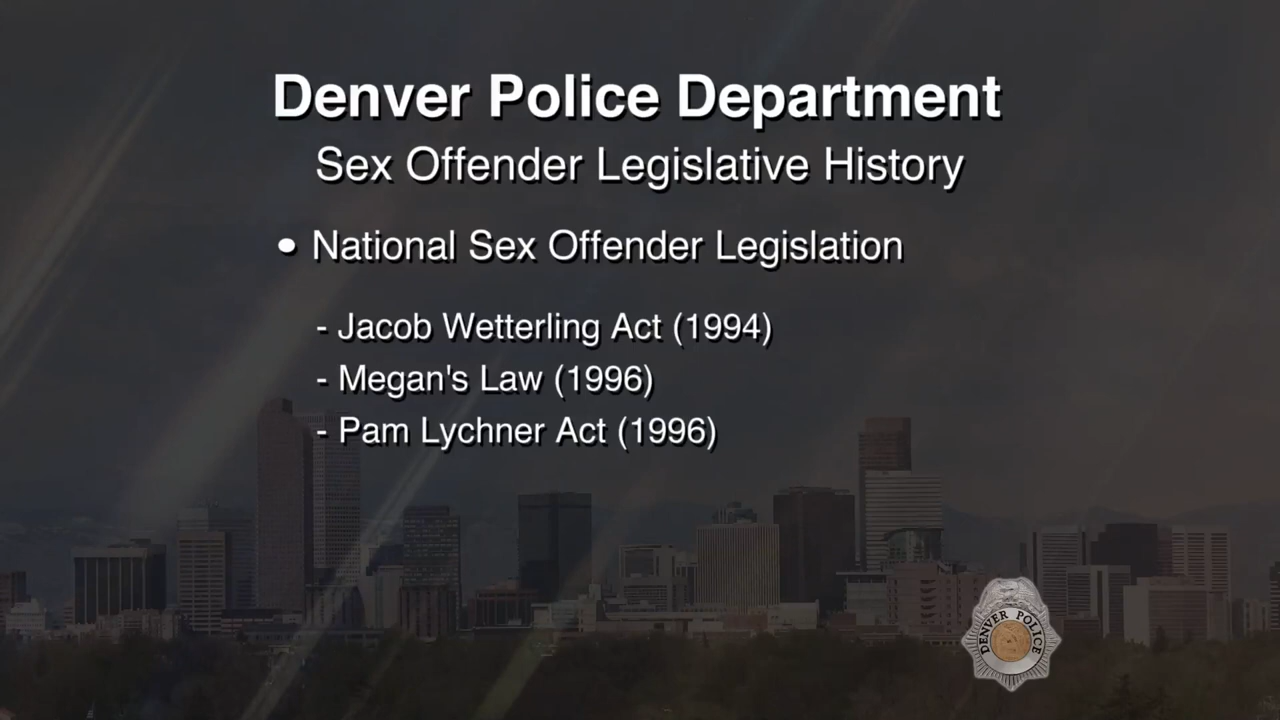 Denver Police Department
Sex Offender Legislative History
• National Sex Offender Legislation
- Jacob Wetterling Act (1994)
- Megan's Law (1996)
- Pam Lychner Act (1996)
DENVER POLICE